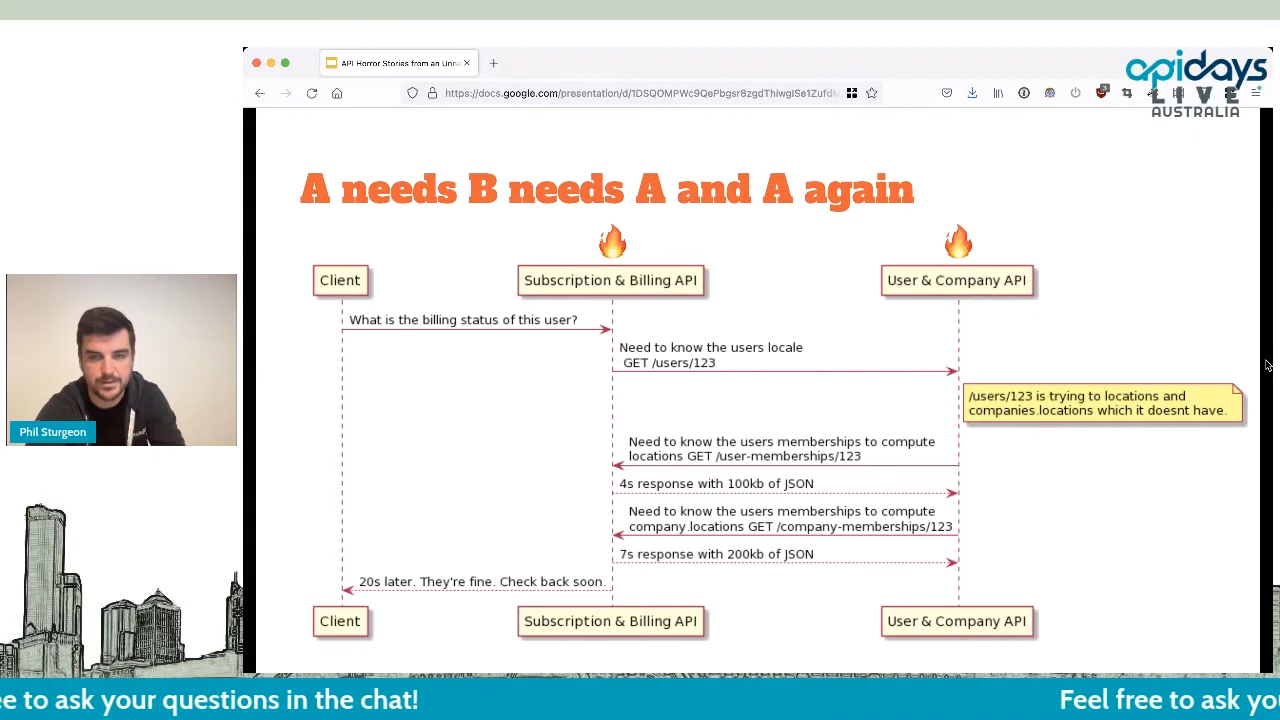 API Horror Stories from an Unna
https://docs.google.com/presentation/d/1DSQOMPWc9QePbgsr8zgdThiwgISe1Zufd
apidays
LIVE
AUSTRALIA
A needs B needs A and A again
Client
Subscription & Billing API
User & Company API
What is the billing status of this user?
Need to know the users locale
GET /users/123
/users/123 is trying to locations and
companies.locations which it doesnt have.
Need to know the users memberships to compute
locations GET /user-memberships/123
4s response with 100kb of JSON
Need to know the users memberships to compute
company.locations GET /company-memberships/123
7s response with 200kb of JSON
20s later. They're fine. Check back soon.
Client
Subscription & Billing API
User & Company API
Phil Sturgeon
ee to ask your questions in the chat!
Feel free to ask you